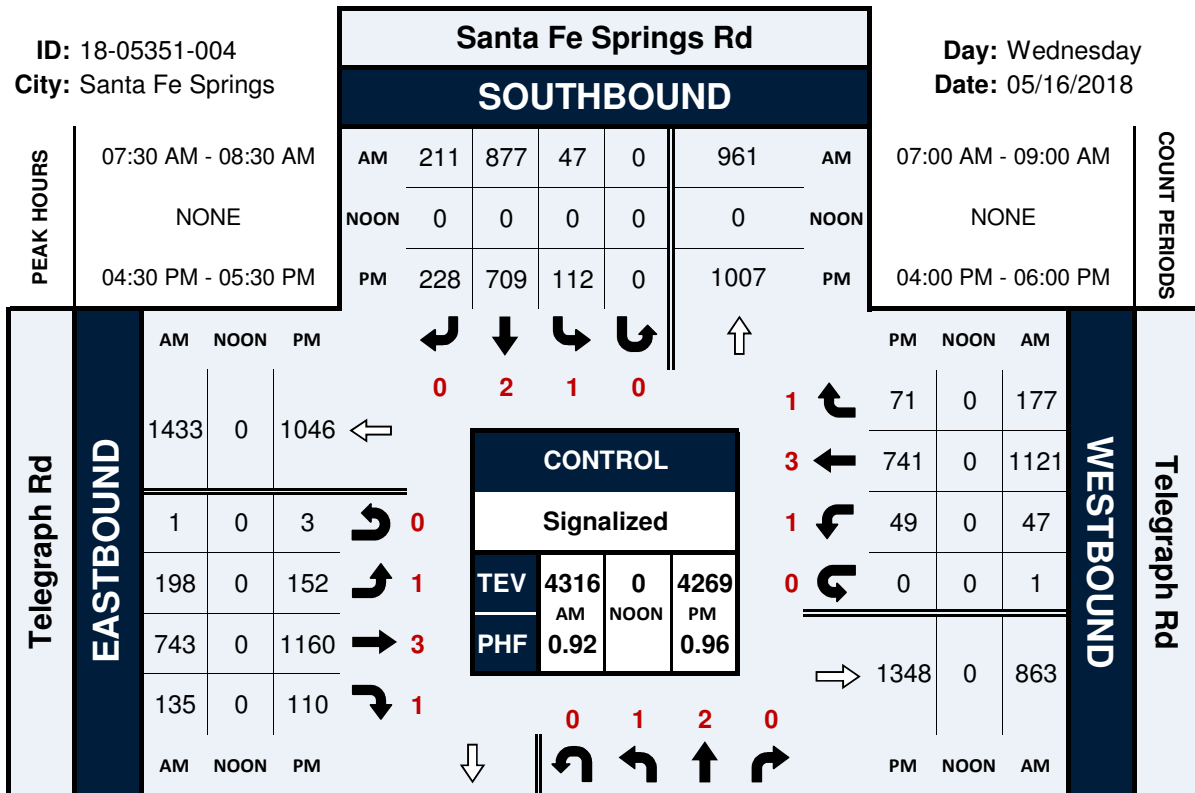 ID: 18-05351-004
City: Santa Fe Springs
Santa Fe Springs Rd
SOUTHBOUND
Day: Wednesday
Date: 05/16/2018
PEAK HOURS
07:30 AM - 08:30 AM
NONE
04:30 PM - 05:30 PM
AM 211 877 47 0 961 AM
NOON 0 0 0 0 0 NOON
PM 228 709 112 0 1007 PM
07:00 AM - 09:00 AM
NONE
04:00 PM - 06:00 PM
COUNT PERIODS
0 2 1 0
Telegraph Rd
EASTBOUND
AM NOON PM
1433 0 1046
1 0 3 0
198 0 152 1
743 0 1160 3
135 0 110 1
AM NOON PM
CONTROL
Signalized
TEV 4316 0 4269
AM NOON PM
PHF 0.92 0.96
PM NOON AM
1 71 0 177
3 741 0 1121
1 49 0 47
0 0 0 1
1348 0 863
PM NOON AM
WESTBOUND
Telegraph Rd
0 1 2 0